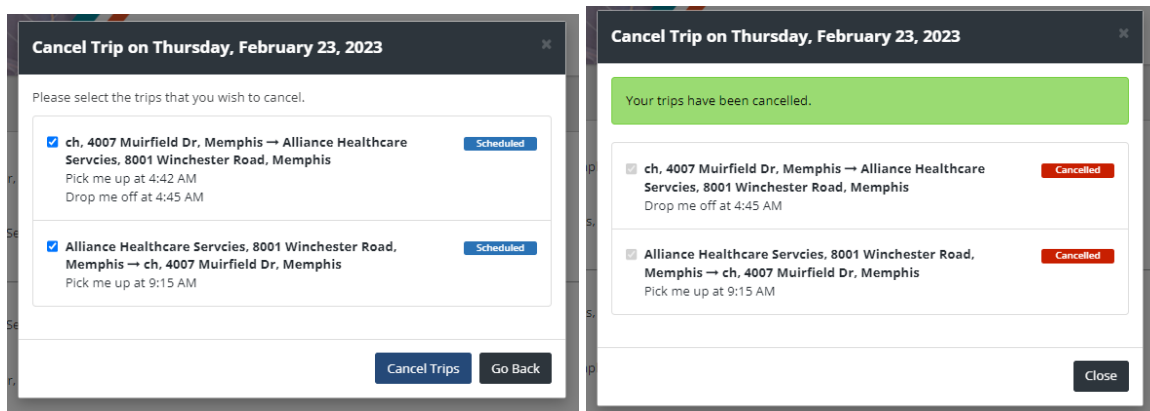 Cancel Trip on Thursday, February 23, 2023
×
Please select the trips that you wish to cancel.
ch, 4007 Muirfield Dr, Memphis → Alliance Healthcare
Servcies, 8001 Winchester Road, Memphis
Scheduled
Pick me up at 4:42 AM
Drop me off at 4:45 AM
Alliance Healthcare Servcies, 8001 Winchester Road,
Memphis → ch, 4007 Muirfield Dr, Memphis
Scheduled
Pick me up at 9:15 AM
Cancel Trips
Go Back
Cancel Trip on Thursday, February 23, 2023
×
Your trips have been cancelled.
ch, 4007 Muirfield Dr, Memphis → Alliance Healthcare
Servcies, 8001 Winchester Road, Memphis
Cancelled
Drop me off at 4:45 AM
Alliance Healthcare Servcies, 8001 Winchester Road,
Memphis → ch, 4007 Muirfield Dr, Memphis
Cancelled
Pick me up at 9:15 AM
Close